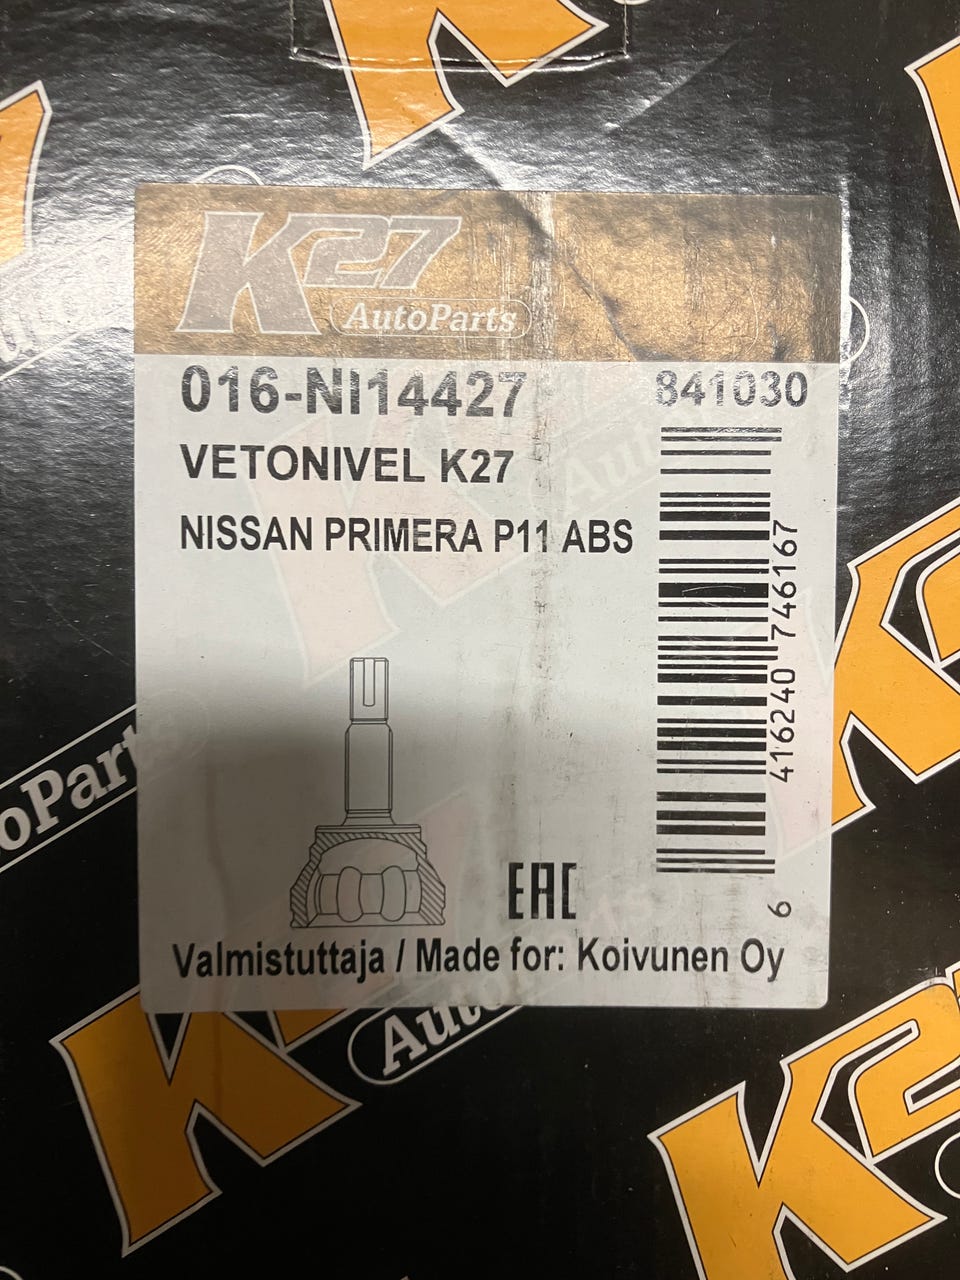 K27
AutoParts
016-NI14427
841030
VETONIVEL K27
NISSAN PRIMERA P11 ABS
6 416240 746167
EAC
Valmistuttaja / Made for: Koivunen Oy